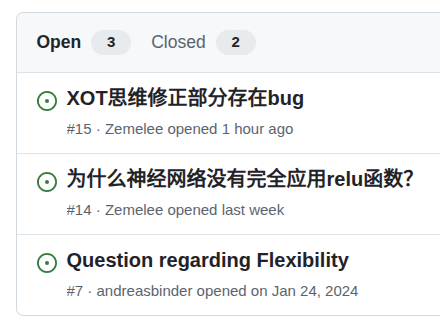 Open 3 Closed 2
XOT思维修正部分存在bug
#15 · Zemelee opened 1 hour ago
为什么神经网络没有完全应用relu函数?
#14 · Zemelee opened last week
Question regarding Flexibility
#7 · andreasbinder opened on Jan 24, 2024